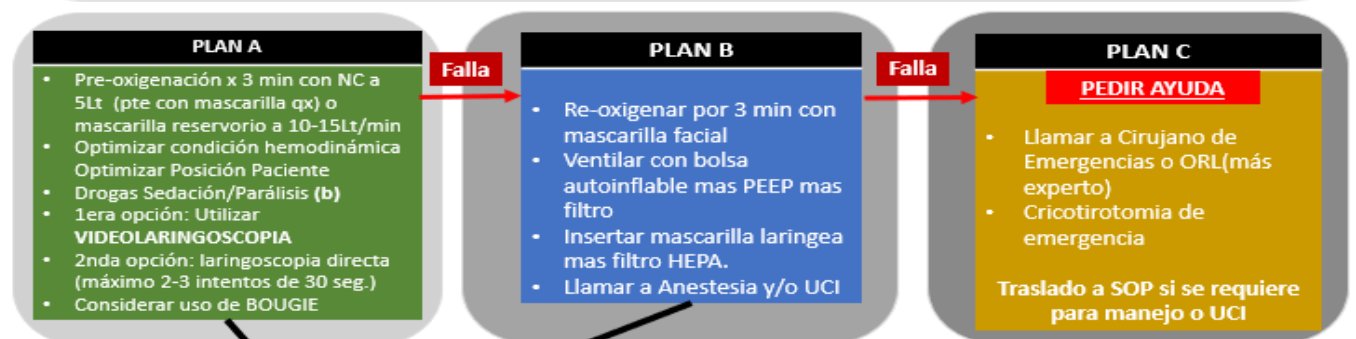 PLAN A
• Pre-oxigenación x 3 min con NC a
5Lt (pte con mascarilla qx) o
mascarilla reservorio a 10-15Lt/min
• Optimizar condición hemodinámica
Optimizar Posición Paciente
• Drogas Sedación/Parálisis (b)
• 1era opción: Utilizar
VIDEOLARINGOSCOPIA
• 2nda opción: laringoscopia directa
(máximo 2-3 intentos de 30 seg.)
• Considerar uso de BOUGIE
Falla
PLAN B
• Re-oxigenar por 3 min con
mascarilla facial
• Ventilar con bolsa
autoinflable mas PEEP mas
filtro
• Insertar mascarilla laringea
mas filtro HEPA.
• Llamar a Anestesia y/o UCI
Falla
PLAN C
PEDIR AYUDA
• Llamar a Cirujano de
Emergencias o ORL(más
experto)
• Cricotirotomia de
emergencia
Traslado a SOP si se requiere
para manejo o UCI